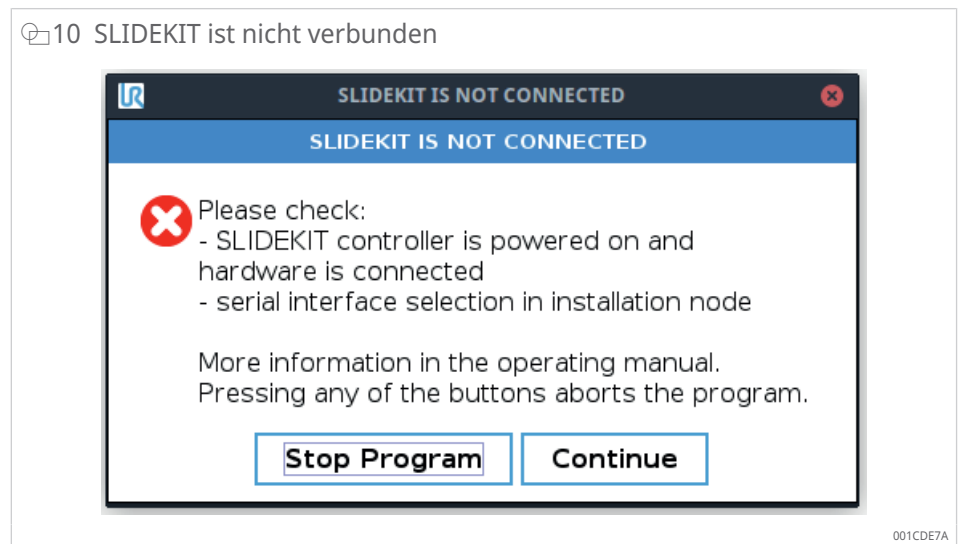 10 SLIDEKIT ist nicht verbunden
UR
SLIDEKIT IS NOT CONNECTED
SLIDEKIT IS NOT CONNECTED
Please check:
- SLIDEKIT controller is powered on and
hardware is connected
- serial interface selection in installation node
More information in the operating manual.
Pressing any of the buttons aborts the program.
Stop Program Continue
001CDE7A